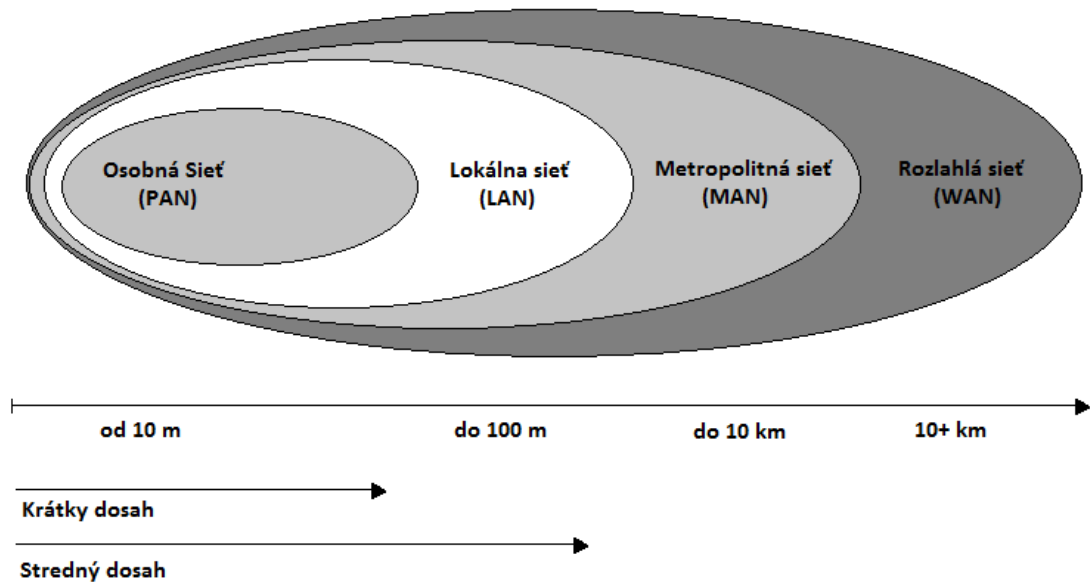 Osobná Sieť
(PAN)
Lokálna sieť
(LAN)
Metropolitná sieť
(MAN)
Rozlahlá sieť
(WAN)
od 10 m
do 100 m
do 10 km
10+ km
Krátky dosah
Stredný dosah